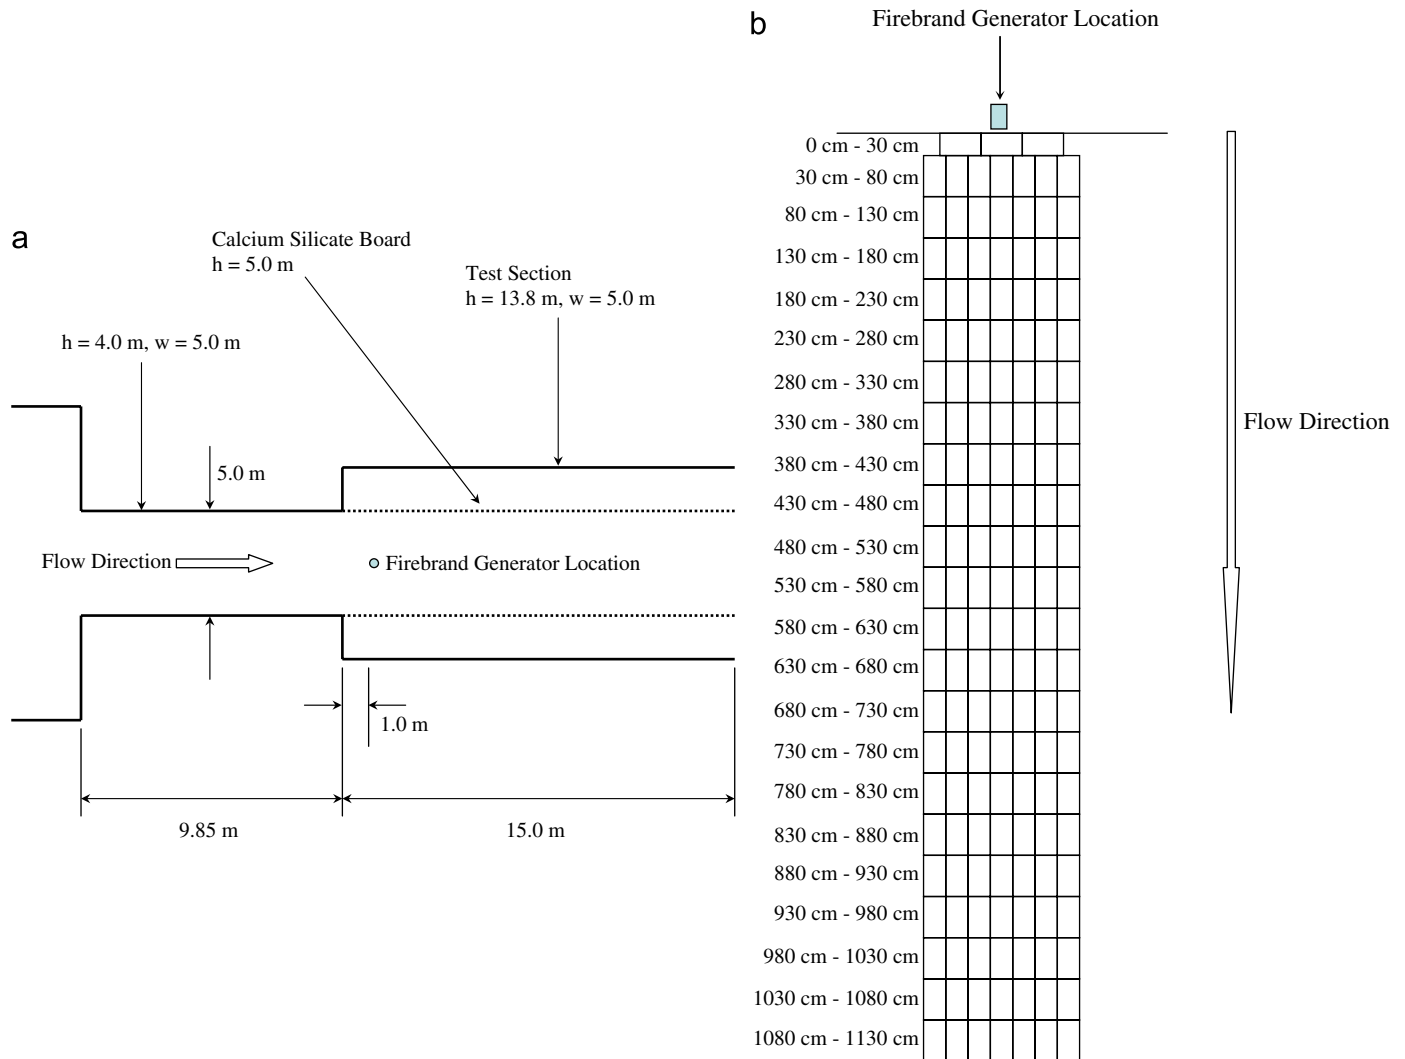 a
Calcium Silicate Board
h = 5.0 m
Test Section
h = 13.8 m, w = 5.0 m
h = 4.0 m, w = 5.0 m
5.0 m
Flow Direction
Firebrand Generator Location
1.0 m
9.85 m
15.0 m
b
Firebrand Generator Location
0 cm - 30 cm
30 cm - 80 cm
80 cm - 130 cm
130 cm - 180 cm
180 cm - 230 cm
230 cm - 280 cm
280 cm - 330 cm
330 cm - 380 cm
380 cm - 430 cm
430 cm - 480 cm
480 cm - 530 cm
530 cm - 580 cm
580 cm - 630 cm
630 cm - 680 cm
680 cm - 730 cm
730 cm - 780 cm
780 cm - 830 cm
830 cm - 880 cm
880 cm - 930 cm
930 cm - 980 cm
980 cm - 1030 cm
1030 cm - 1080 cm
1080 cm - 1130 cm
Flow Direction